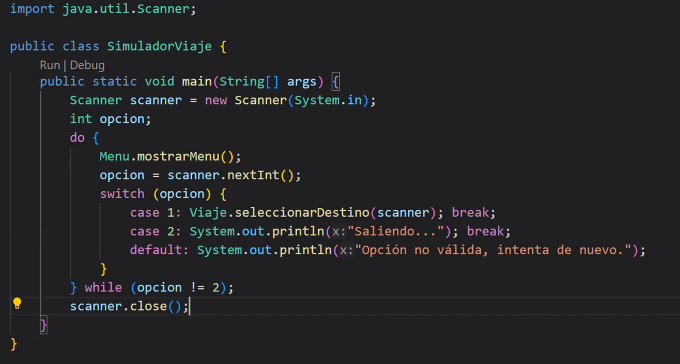 import java.util.Scanner;
public class SimuladorViaje {
Run | Debug
public static void main(String[] args) {
Scanner scanner = new Scanner(System.in);
int opcion;
do {
Menu.mostrarMenu();
opcion = scanner.nextInt();
switch (opcion) {
case 1: Viaje.seleccionarDestino(scanner); break;
case 2: System.out.println(x:"Saliendo..."); break;
default: System.out.println(x:"Opción no válida, intenta de nuevo.");
}
} while (opcion != 2);
scanner.close();
}
}